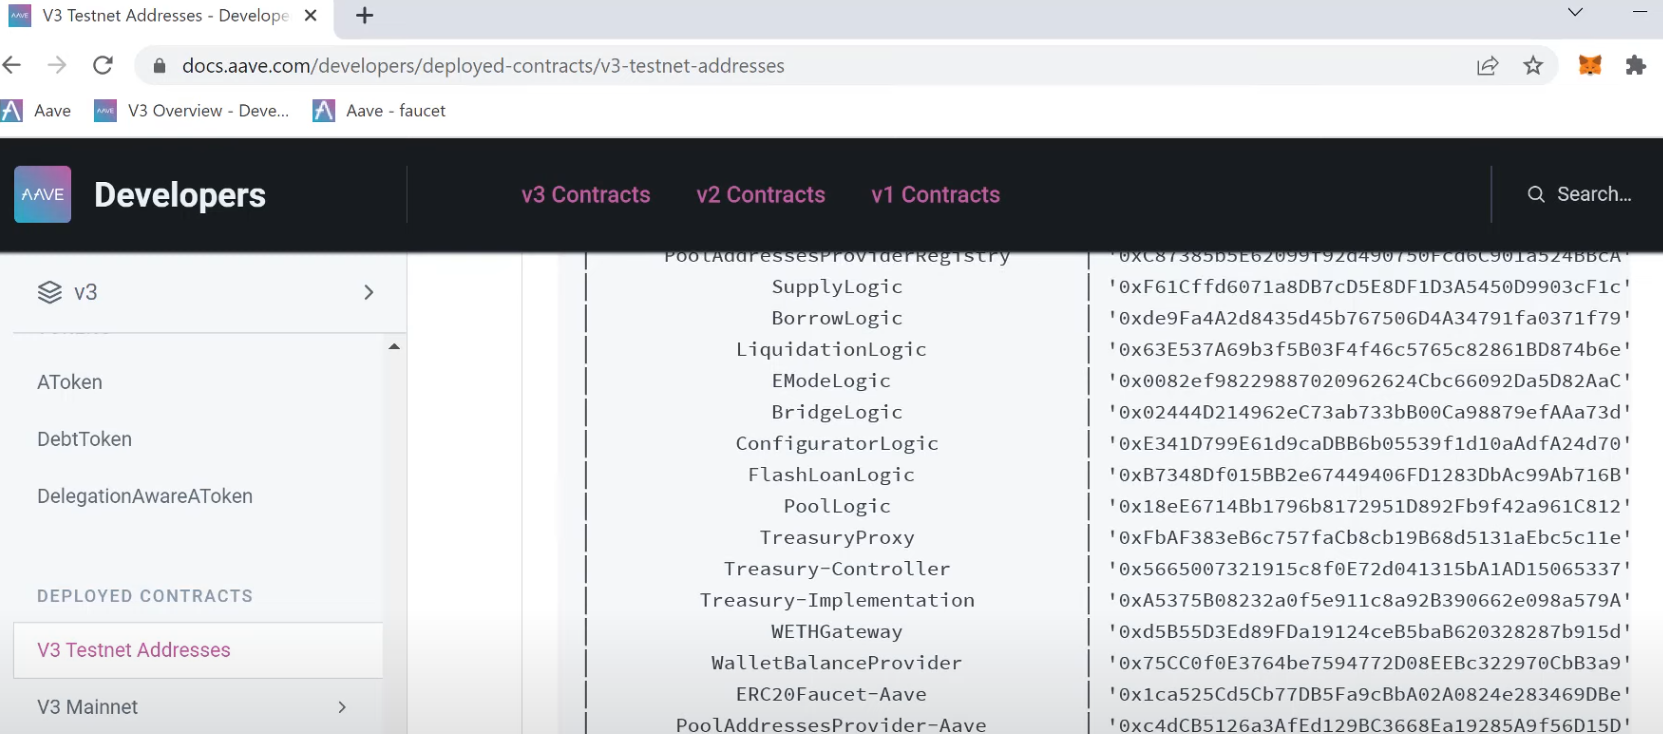 V3 Testnet Addresses - Develope
docs.aave.com/developers/deployed-contracts/v3-testnet-addresses
Aave
V3 Overview - Deve...
Aave - faucet
AAVE
Developers
v3 Contracts
v2 Contracts
v1 Contracts
Search...
v3
AToken
DebtToken
DelegationAwareAToken
DEPLOYED CONTRACTS
V3 Testnet Addresses
V3 Mainnet
PoolAddressesProviderRegistry | '0xC87385b5E62099f92d490750Fcd6C901a524BBcA'
| SupplyLogic | '0xF61Cffd6071a8DB7cD5E8DF1D3A5450D9903cF1c'
| BorrowLogic | '0xde9Fa4A2d8435d45b767506D4A34791fa0371f79'
| LiquidationLogic | '0x63E537A69b3f5B03F4f46c5765c82861BD874b6e'
| EModeLogic | '0x0082ef98229887020962624Cbc66092Da5D82AaC'
| BridgeLogic | '0x02444D214962eC73ab733bB00Ca98879efAAa73d'
| ConfiguratorLogic | '0xE341D799E61d9caDBB6b05539f1d10aAdfA24d70'
| FlashLoanLogic | '0xB7348Df015BB2e67449406FD1283DbAc99Ab716B'
| PoolLogic | '0x18eE6714Bb1796b8172951D892Fb9f42a961C812'
| TreasuryProxy | '0xFbAF383eB6c757faCb8cb19B68d5131aEbc5c11e'
| Treasury-Controller | '0x5665007321915c8f0E72d041315bA1AD15065337'
| Treasury-Implementation | '0xA5375B08232a0f5e911c8a92B390662e098a579A'
| WETHGateway | '0xd5B55D3Ed89FDa19124ceB5baB620328287b915d'
| WalletBalanceProvider | '0x75CC0f0E3764be7594772D08EEBc322970CbB3a9'
| ERC20Faucet-Aave | '0x1ca525Cd5Cb77DB5Fa9cBbA02A0824e283469DBe'
| PoolAddressesProvider-Aave | '0xc4dCB5126a3AfEd129BC3668Ea19285A9f56D15D'